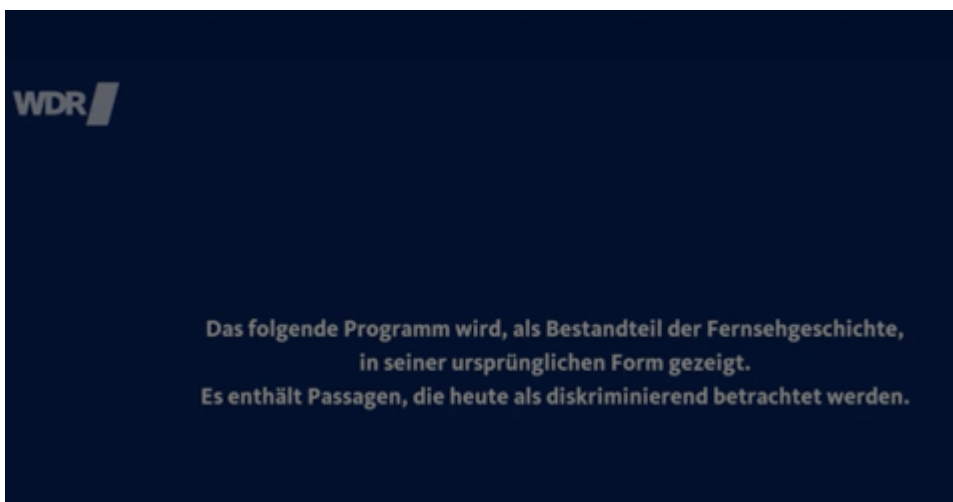 WDR
Das folgende Programm wird, als Bestandteil der Fernsehgeschichte,
in seiner ursprünglichen Form gezeigt.
Es enthält Passagen, die heute als diskriminierend betrachtet werden.